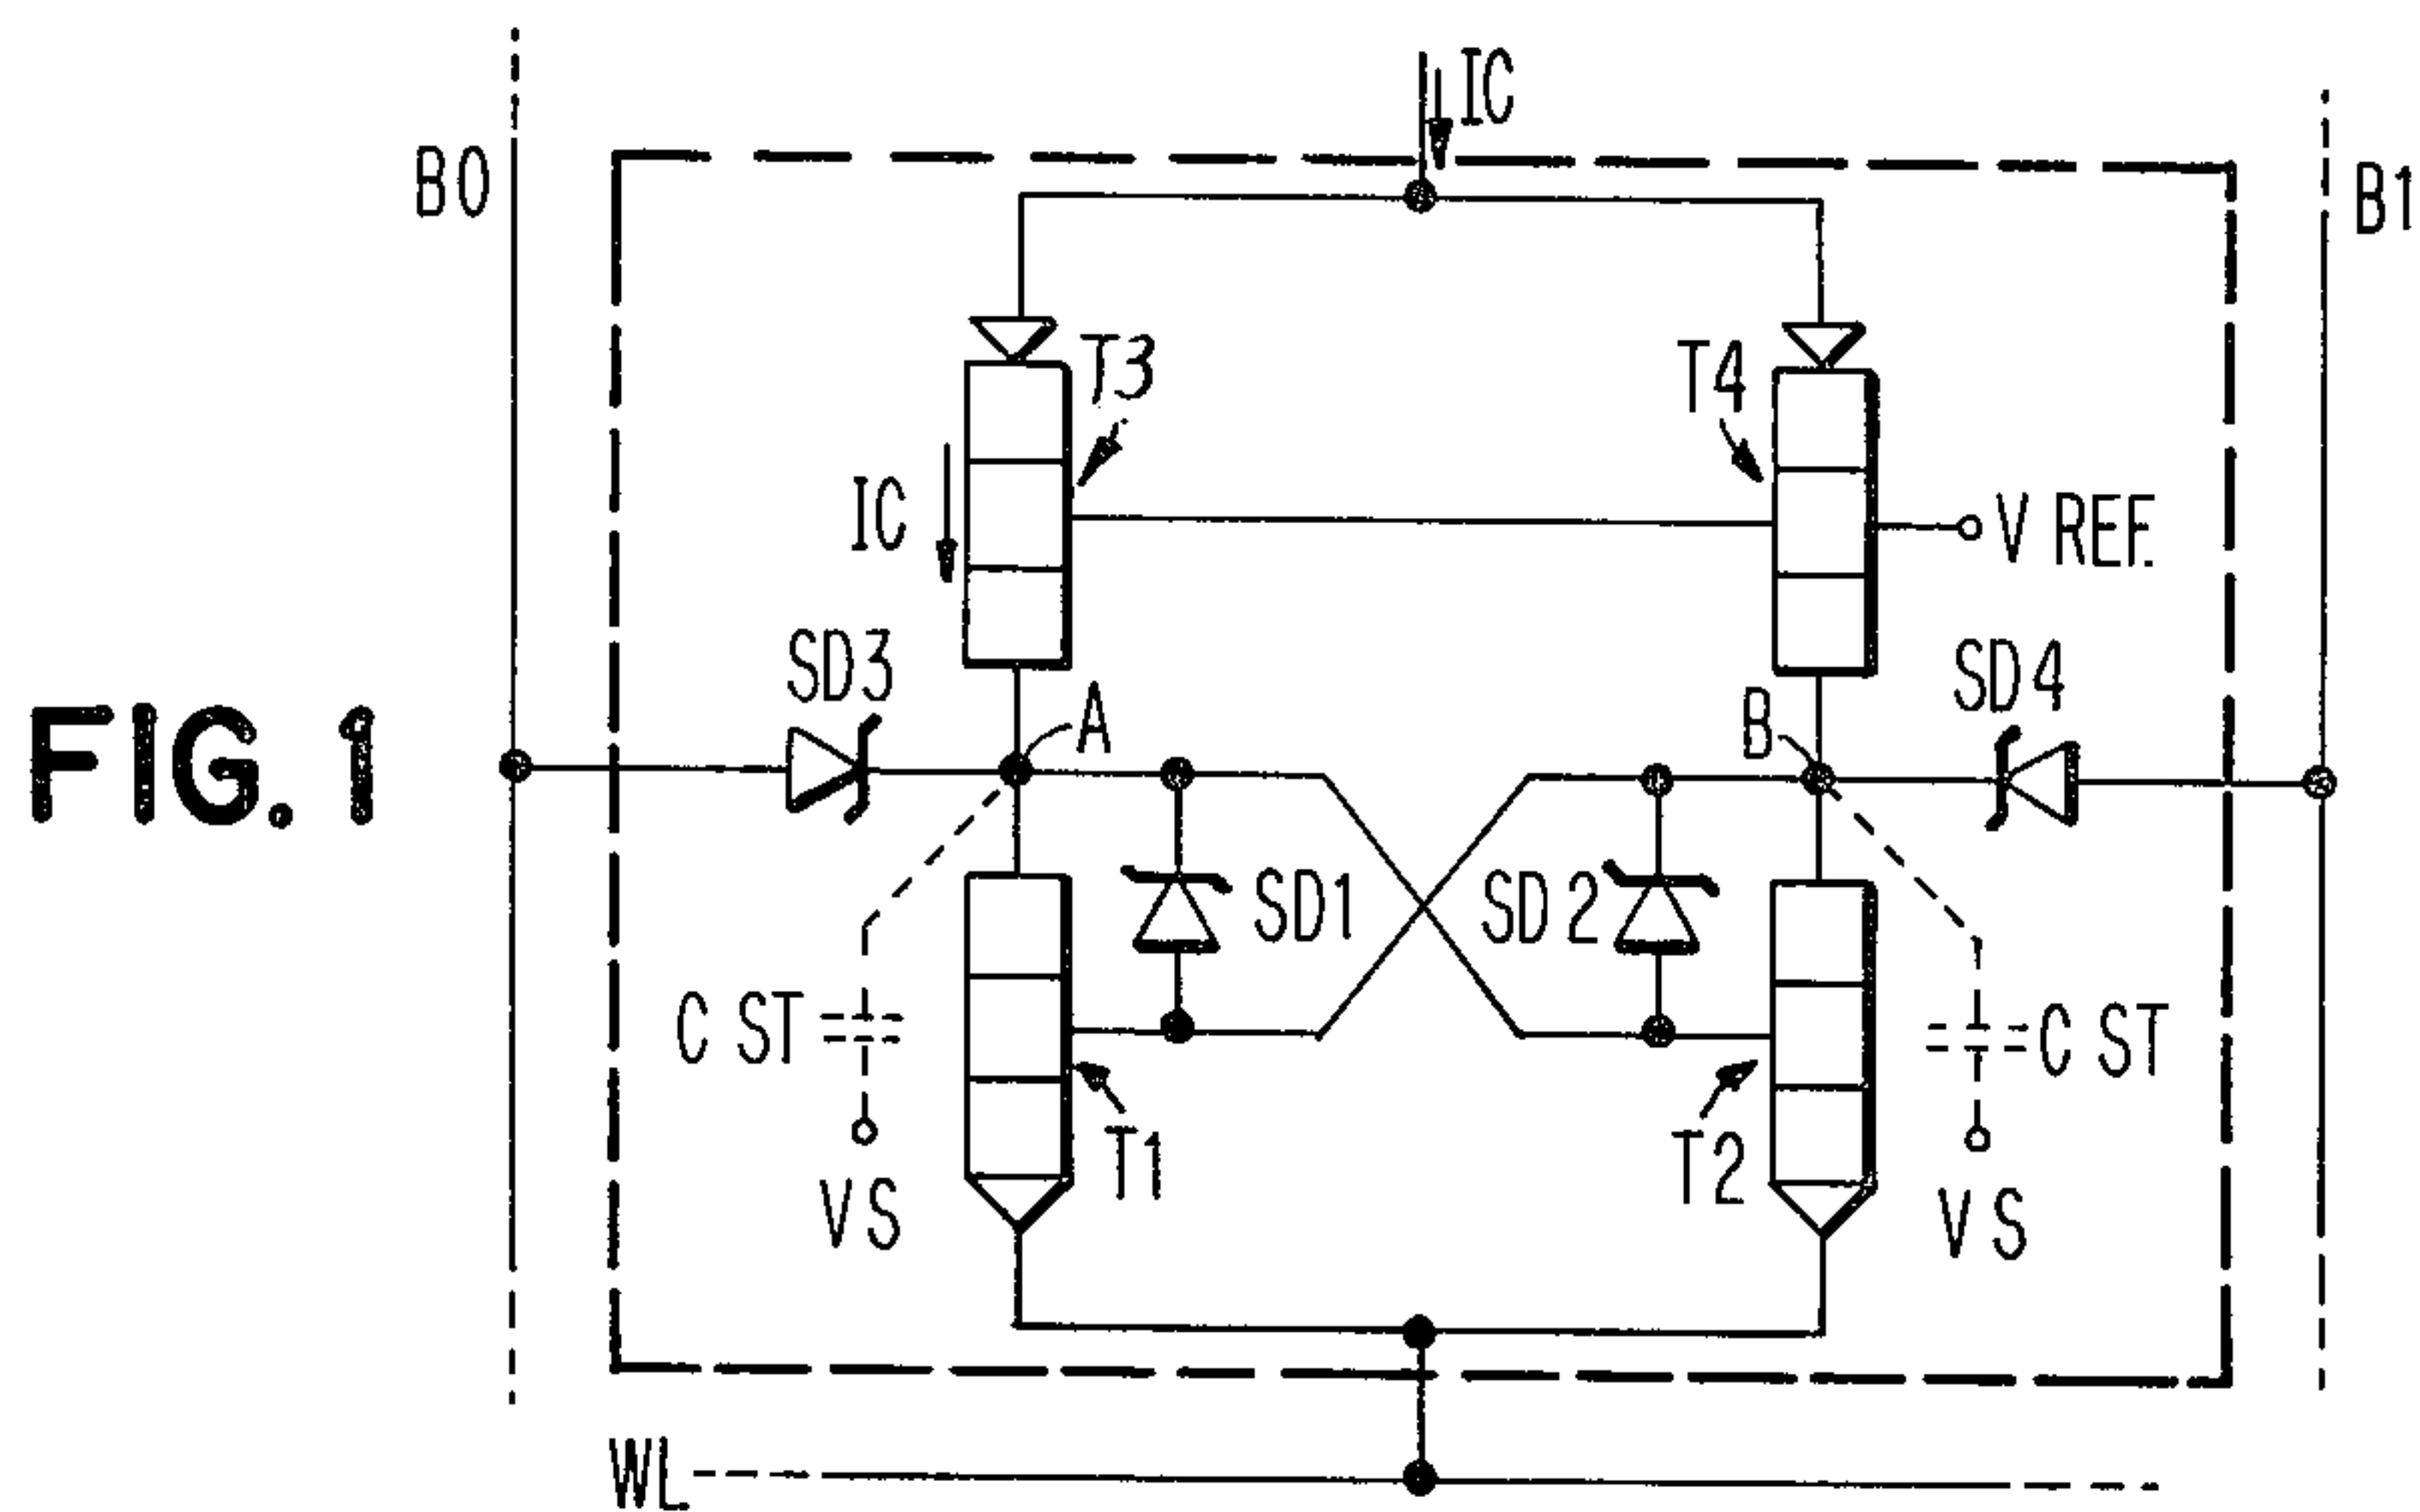 IC
B0
B1
T3
T4
IC
V REF.
SD3
SD4
A
B
FIG. 1
SD1
SD2
C ST
C ST
T1
T2
VS
VS
WL